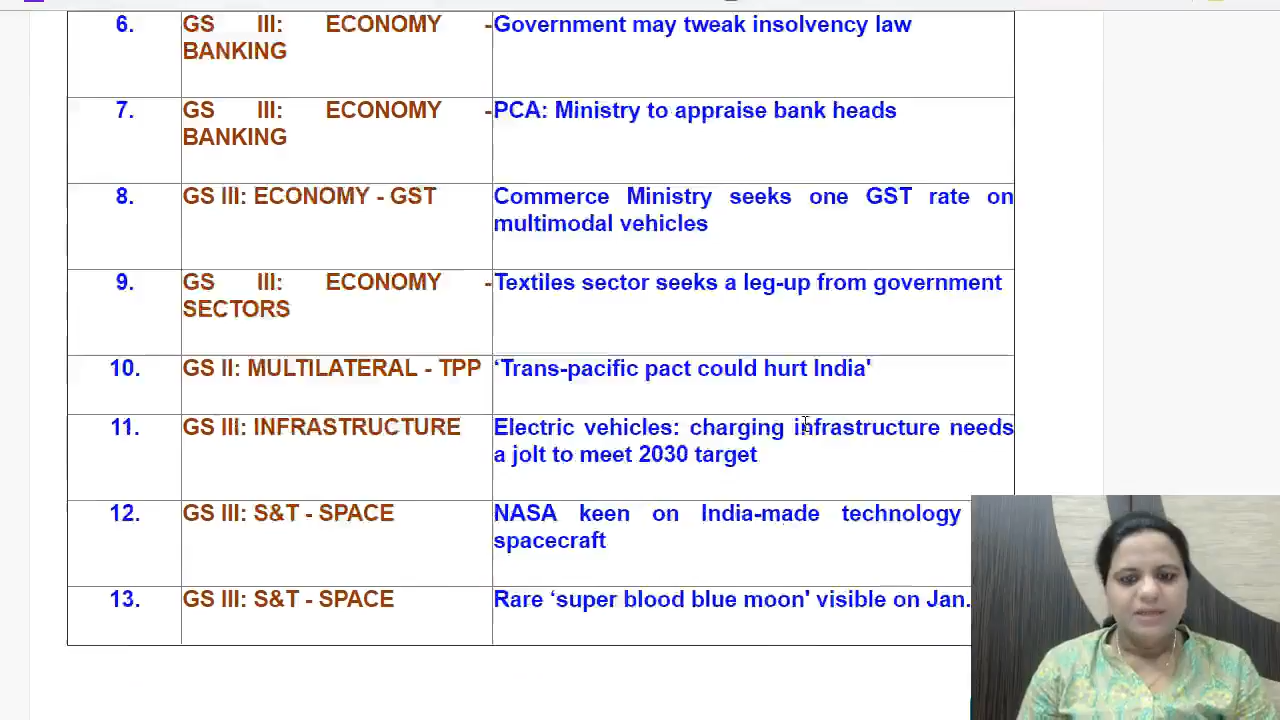 6.
GS III: ECONOMY -
BANKING
Government may tweak insolvency law
7.
GS III: ECONOMY -
BANKING
PCA: Ministry to appraise bank heads
8.
GS III: ECONOMY - GST
Commerce Ministry seeks one GST rate on
multimodal vehicles
9.
GS III: ECONOMY -
SECTORS
Textiles sector seeks a leg-up from government
10.
GS II: MULTILATERAL - TPP
‘Trans-pacific pact could hurt India'
11.
GS III: INFRASTRUCTURE
Electric vehicles: charging infrastructure needs
a jolt to meet 2030 target
12.
GS III: S&T - SPACE
NASA keen on India-made technology
spacecraft
13.
GS III: S&T - SPACE
Rare ‘super blood blue moon' visible on Jan.